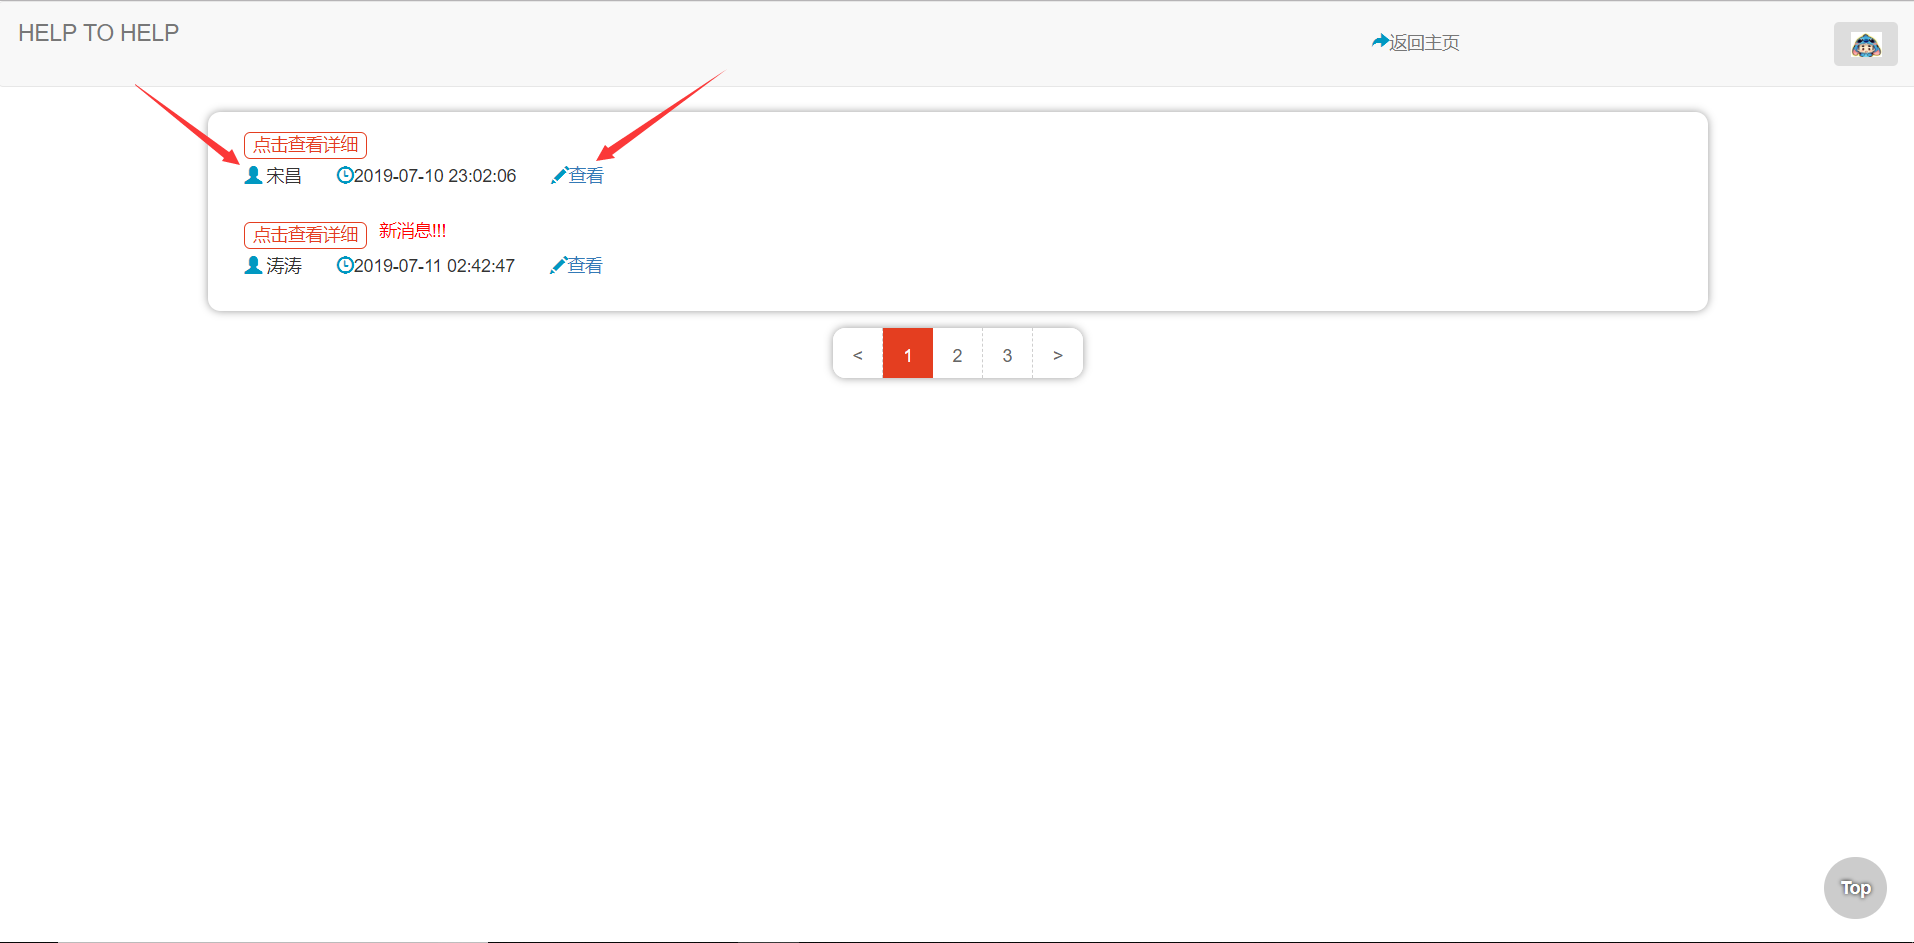 HELP TO HELP
返回主页
点击查看详细
宋昌 2019-07-10 23:02:06 查看
点击查看详细 新消息!!!
涛涛 2019-07-11 02:42:47 查看
< 1 2 3 >
Top